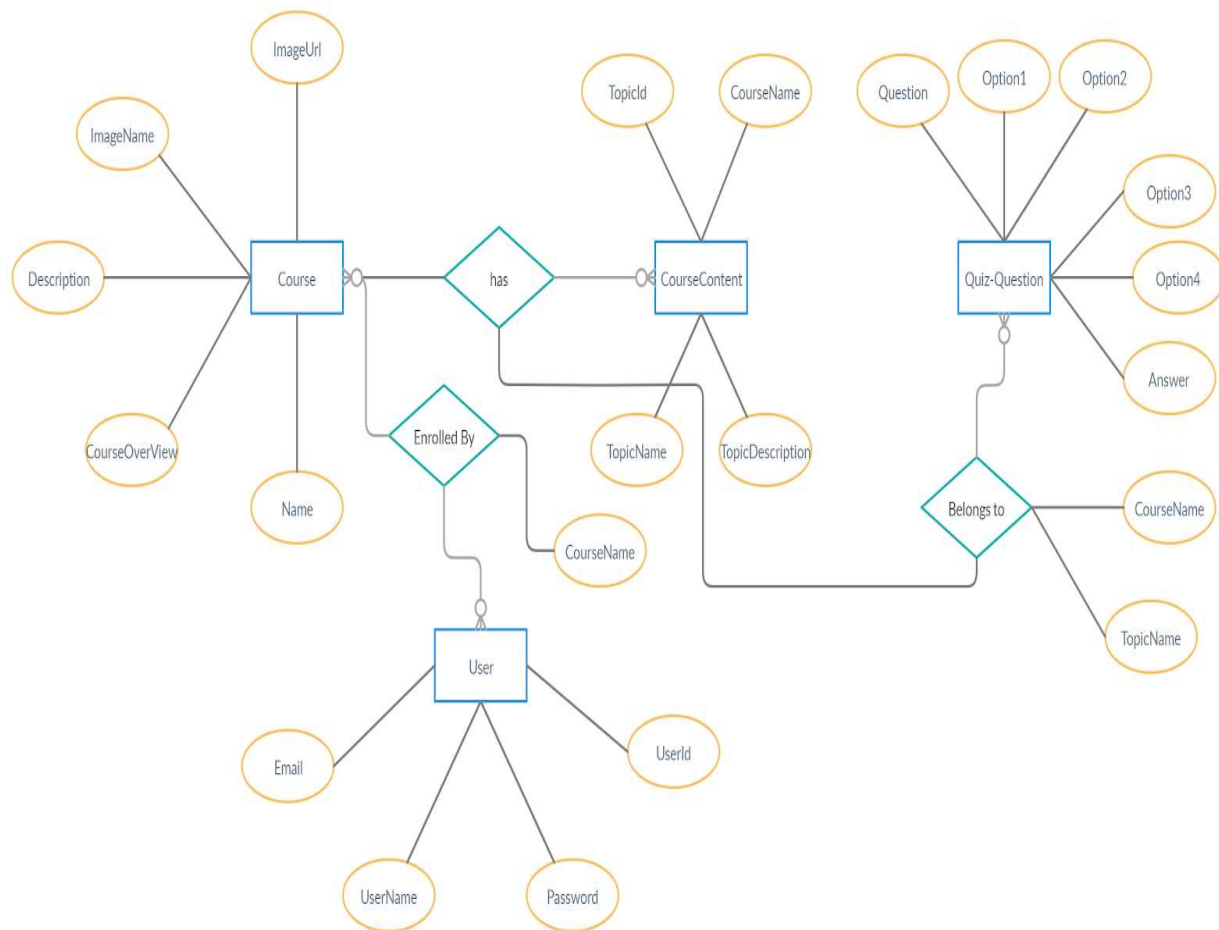 ImageUrl
Option1
Option2
TopicId
CourseName
Question
ImageName
Option3
Description
Course
has
CourseContent
Quiz-Question
Option4
Answer
Enrolled By
CourseOverView
TopicName
TopicDescription
Name
Belongs to
CourseName
CourseName
TopicName
User
Email
UserId
UserName
Password